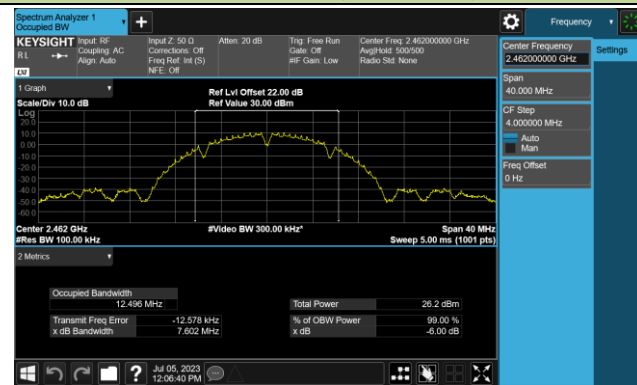 Spectrum Analyzer 1
Occupied BW
Frequency
KEYSIGHT
Input: RF
Coupling: AC
Align: Auto
Input Z: 50 Ω
Corrections: Off
Freq Ref: Int (S)
NFE: Off
Atten: 20 dB
Trig: Free Run
Gate: Off
#IF Gain: Low
Center Freq: 2.462000000 GHz
Avg|Hold: 500/500
Radio Std: None
R L
LXI
Center Frequency
2.462000000 GHz
Settings
Span
40.000 MHz
CF Step
4.000000 MHz
Auto
Man
Freq Offset
0 Hz
1 Graph
Scale/Div 10.0 dB
Ref Lvl Offset 22.00 dB
Ref Value 30.00 dBm
Log
20.0
10.0
0.00
-10.0
-20.0
-30.0
-40.0
-50.0
-60.0
Center 2.462 GHz
#Res BW 100.00 kHz
#Video BW 300.00 kHz*
Span 40 MHz
Sweep 5.00 ms (1001 pts)
2 Metrics
Occupied Bandwidth
12.496 MHz
Total Power 26.2 dBm
Transmit Freq Error -12.578 kHz
% of OBW Power 99.00 %
x dB Bandwidth 7.602 MHz
x dB -6.00 dB
?
Jul 05, 2023
12:06:40 PM